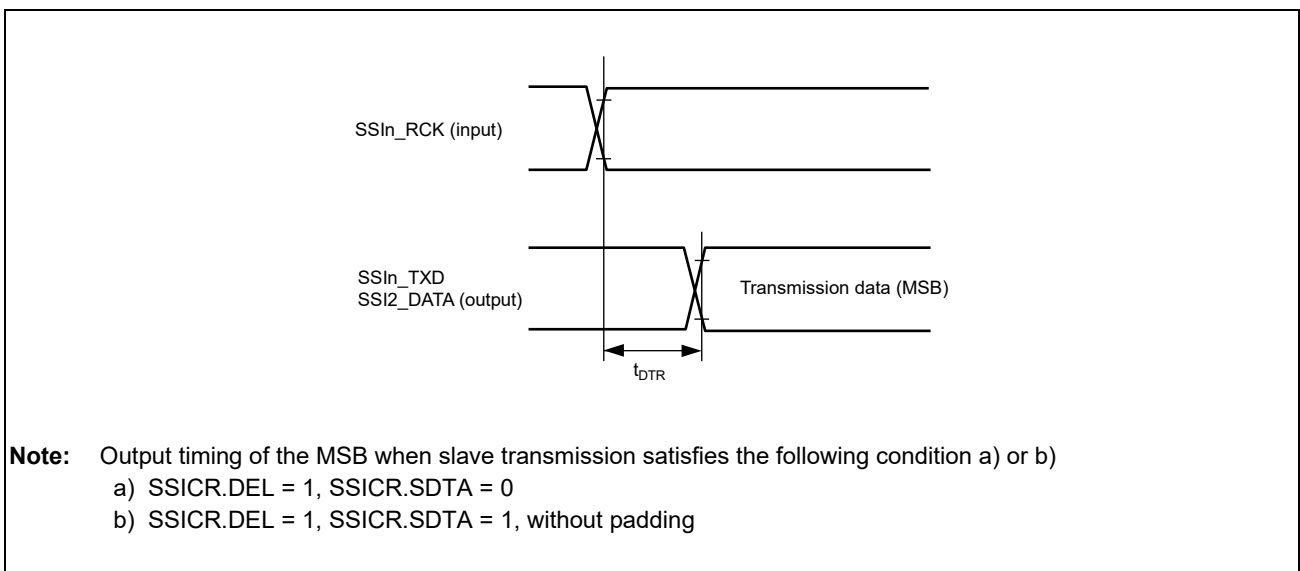 SSIn_RCK (input)
SSIn_TXD
SSI2_DATA (output)
Transmission data (MSB)
tDTR
Note: Output timing of the MSB when slave transmission satisfies the following condition a) or b)
a) SSICR.DEL = 1, SSICR.SDTA = 0
b) SSICR.DEL = 1, SSICR.SDTA = 1, without padding